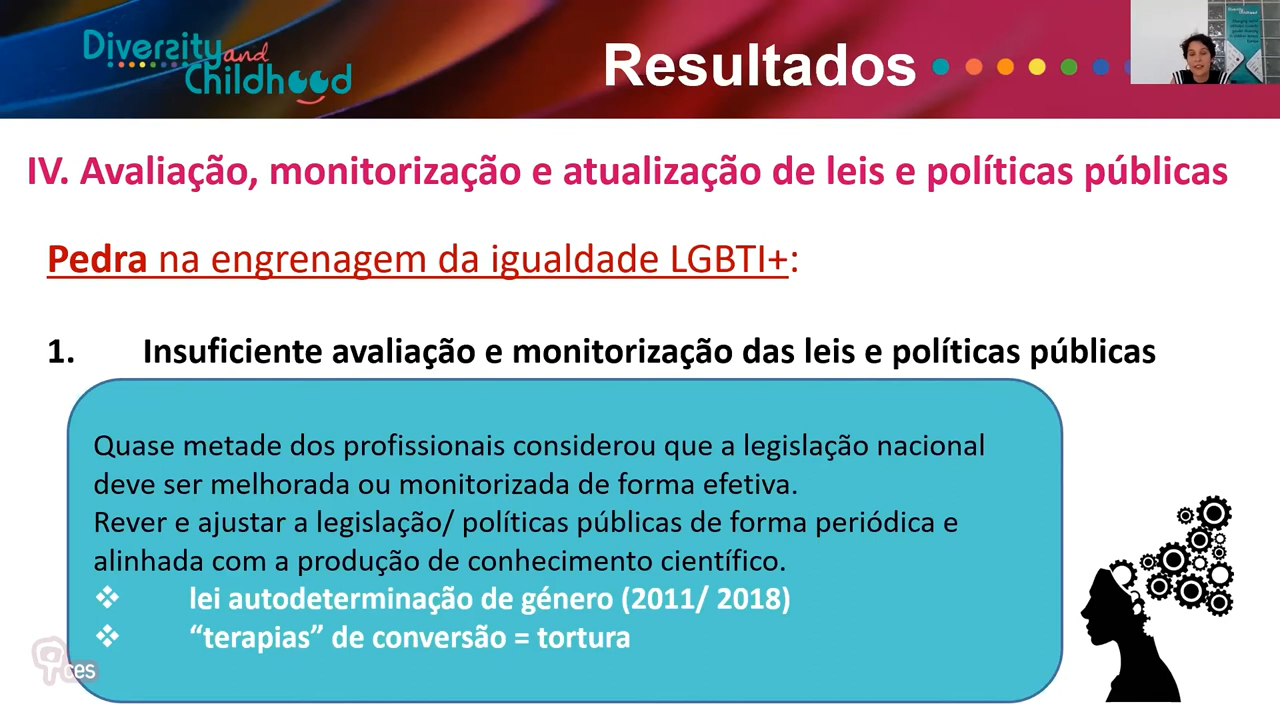 Diversity and
Childhood
Resultados
IV. Avaliação, monitorização e atualização de leis e políticas públicas
Pedra na engrenagem da igualdade LGBTI+:
1. Insuficiente avaliação e monitorização das leis e políticas públicas
Quase metade dos profissionais considerou que a legislação nacional
deve ser melhorada ou monitorizada de forma efetiva.
Rever e ajustar a legislação/ políticas públicas de forma periódica e
alinhada com a produção de conhecimento científico.
❖ lei autodeterminação de género (2011/ 2018)
❖ “terapias” de conversão = tortura
ces